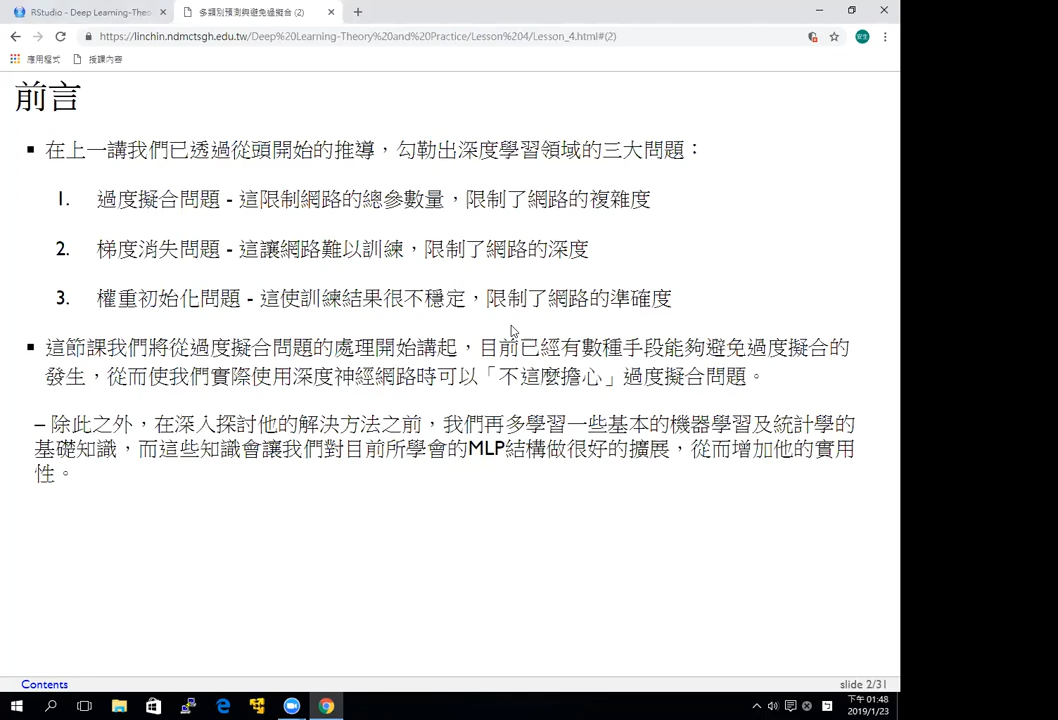 RStudio - Deep Learning-Theo
多類別預測與避免過擬合 (2)
https://linchin.ndmctsgh.edu.tw/Deep%20Learning-Theory%20and%20Practice/Lesson%204/Lesson_4.html#(2)
應用程式 授課內容
前言
在上一講我們已透過從頭開始的推導，勾勒出深度學習領域的三大問題：
1. 過度擬合問題 - 這限制網路的總參數量，限制了網路的複雜度
2. 梯度消失問題 - 這讓網路難以訓練，限制了網路的深度
3. 權重初始化問題 - 這使訓練結果很不穩定，限制了網路的準確度
這節課我們將從過度擬合問題的處理開始講起，目前已經有數種手段能夠避免過度擬合的
發生，從而使我們實際使用深度神經網路時可以「不這麼擔心」過度擬合問題。
– 除此之外，在深入探討他的解決方法之前，我們再多學習一些基本的機器學習及統計學的
基礎知識，而這些知識會讓我們對目前所學會的MLP結構做很好的擴展，從而增加他的實用
性。
Contents
slide 2/31
下午 01:48
2019/1/23